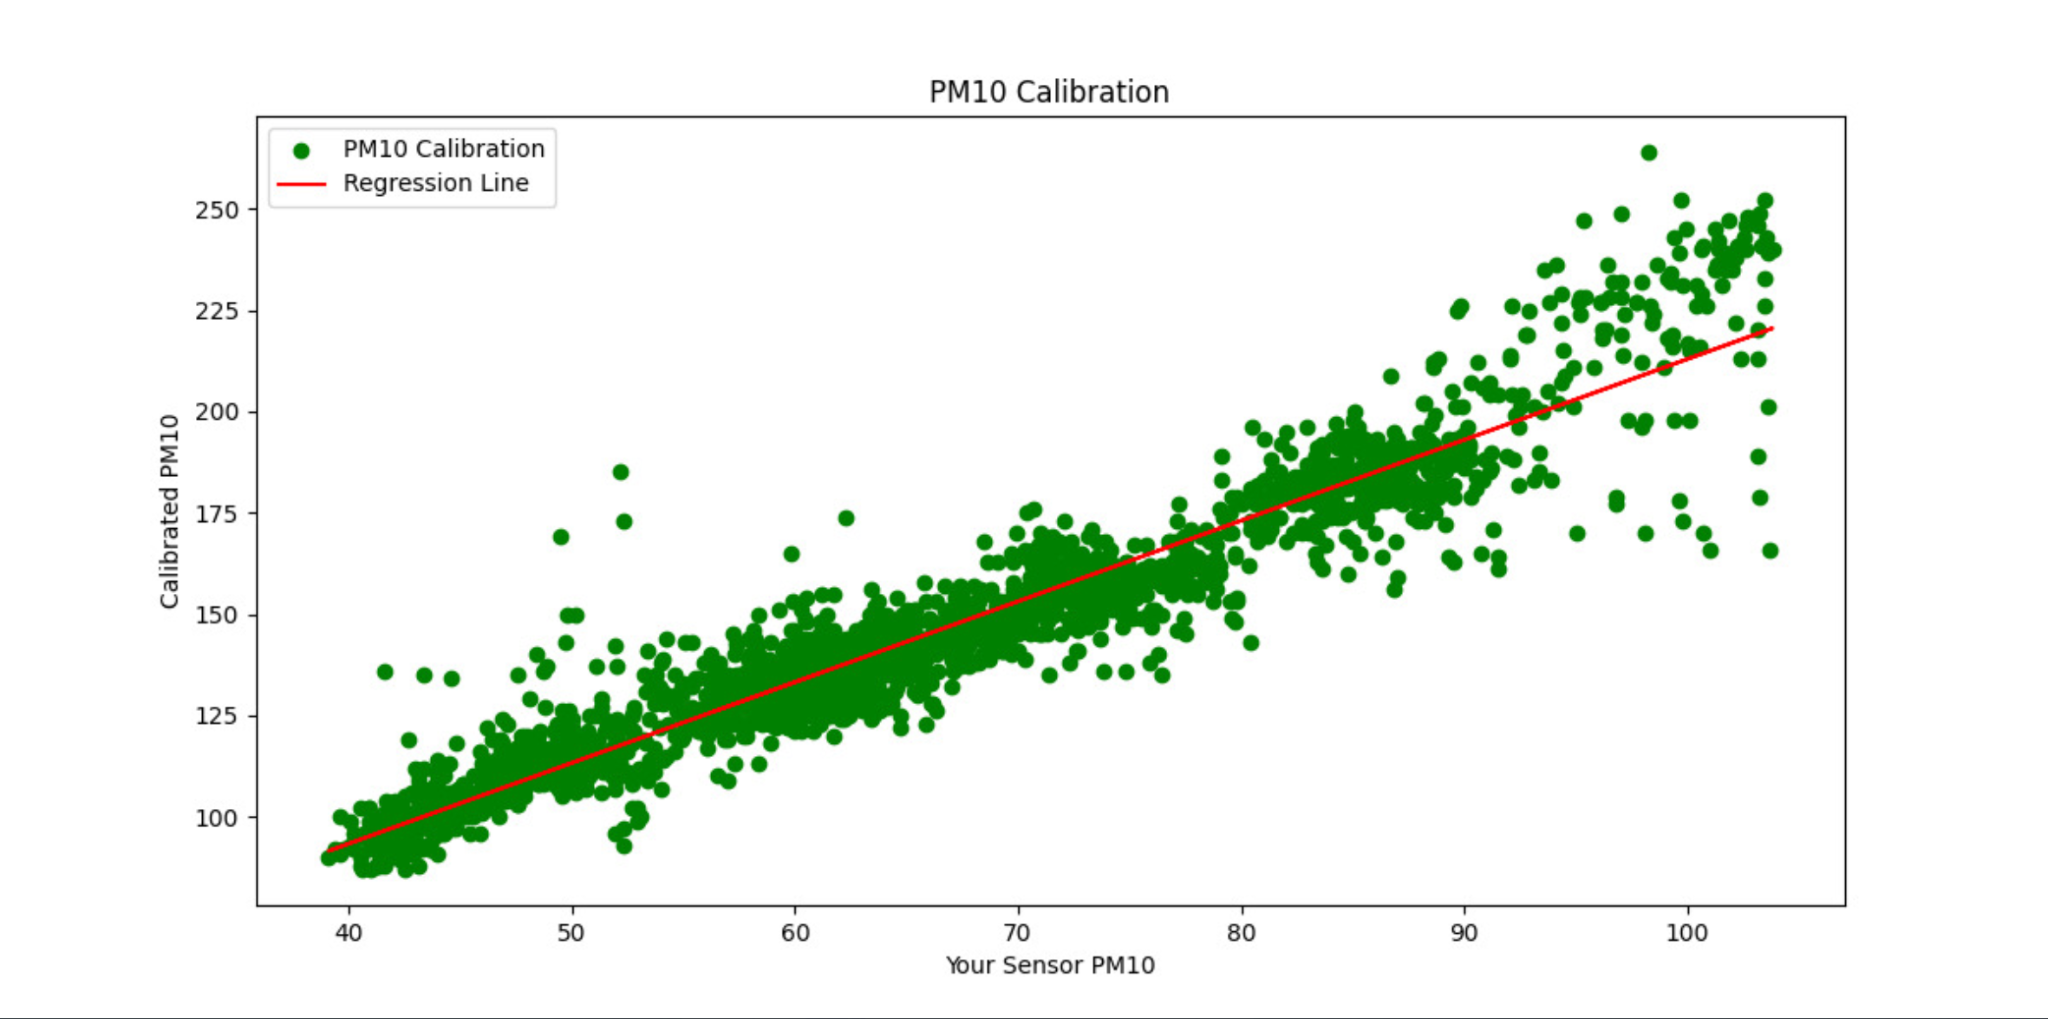 PM10 Calibration
PM10 Calibration
Regression Line
250
225
200
175
150
125
100
Calibrated PM10
40 50 60 70 80 90 100
Your Sensor PM10